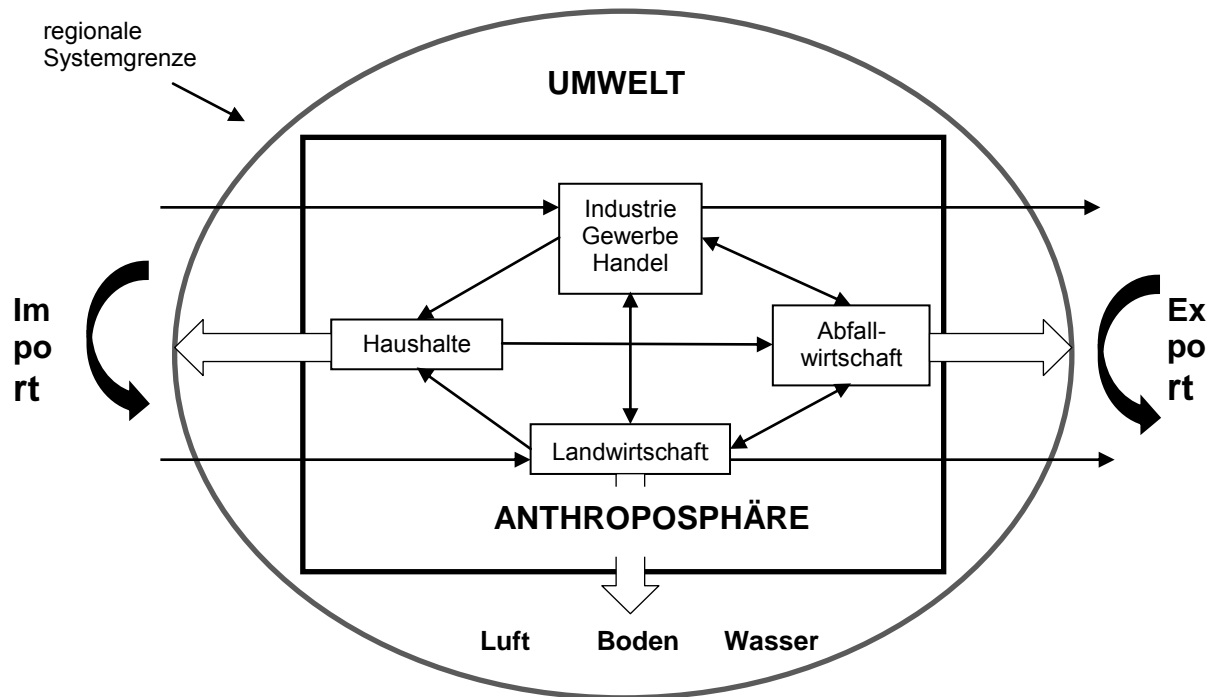 regionale
Systemgrenze
UMWELT
Industrie
Gewerbe
Handel
Im
po
rt
Haushalte
Abfall-
wirtschaft
Ex
po
rt
Landwirtschaft
ANTHROPOSPHÄRE
Luft Boden Wasser